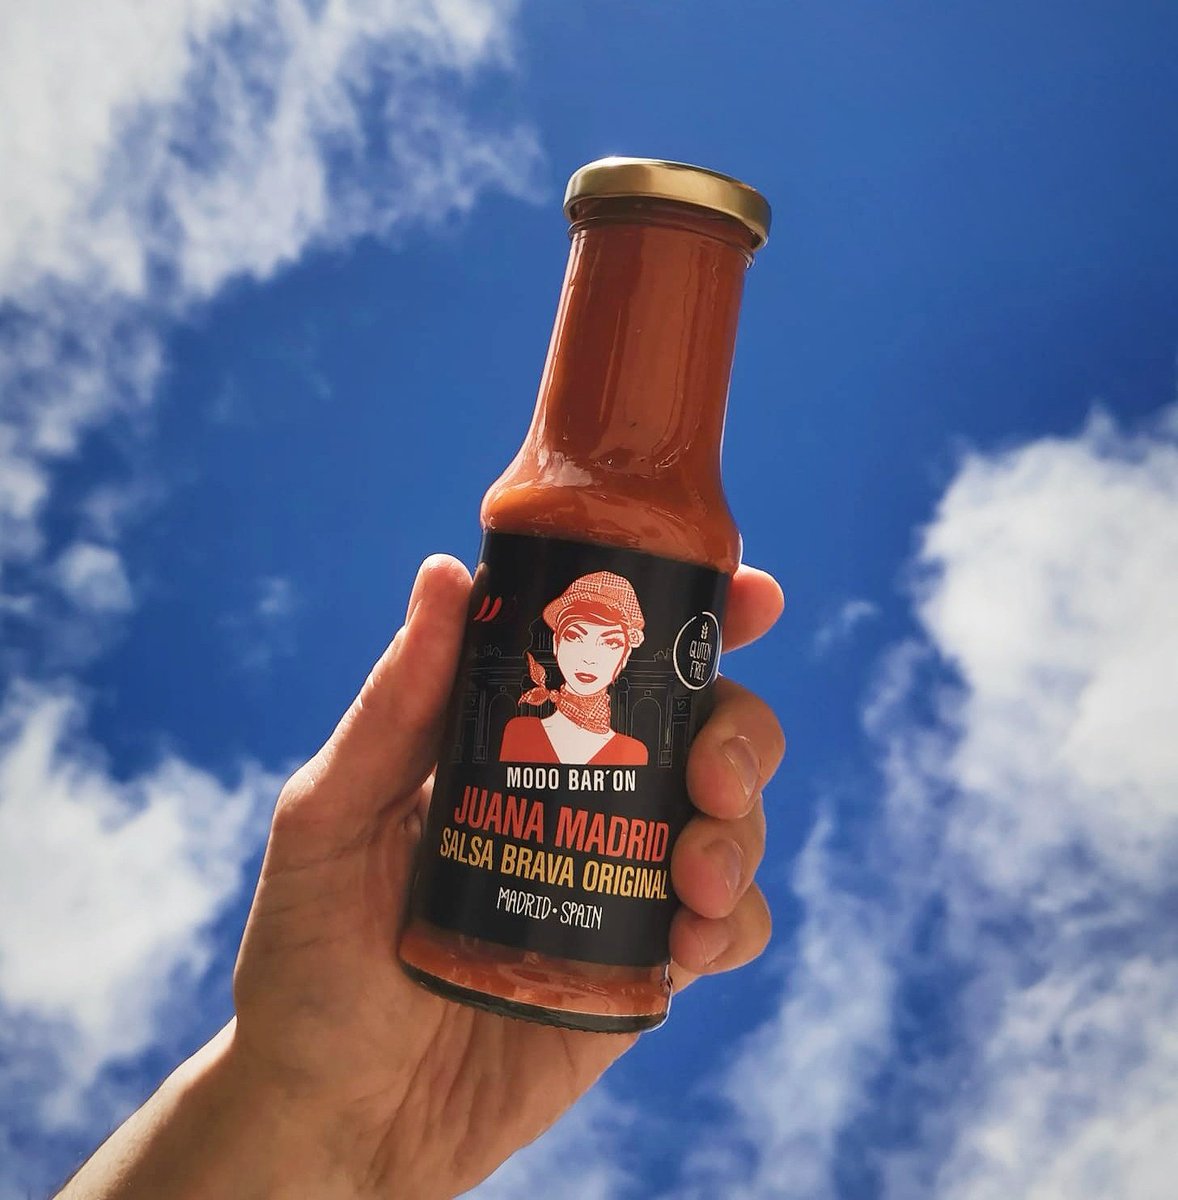 GLUTEN
FREE
MODO BAR´ON
JUANA MADRID
SALSA BRAVA ORIGINAL
MADRID·SPAIN